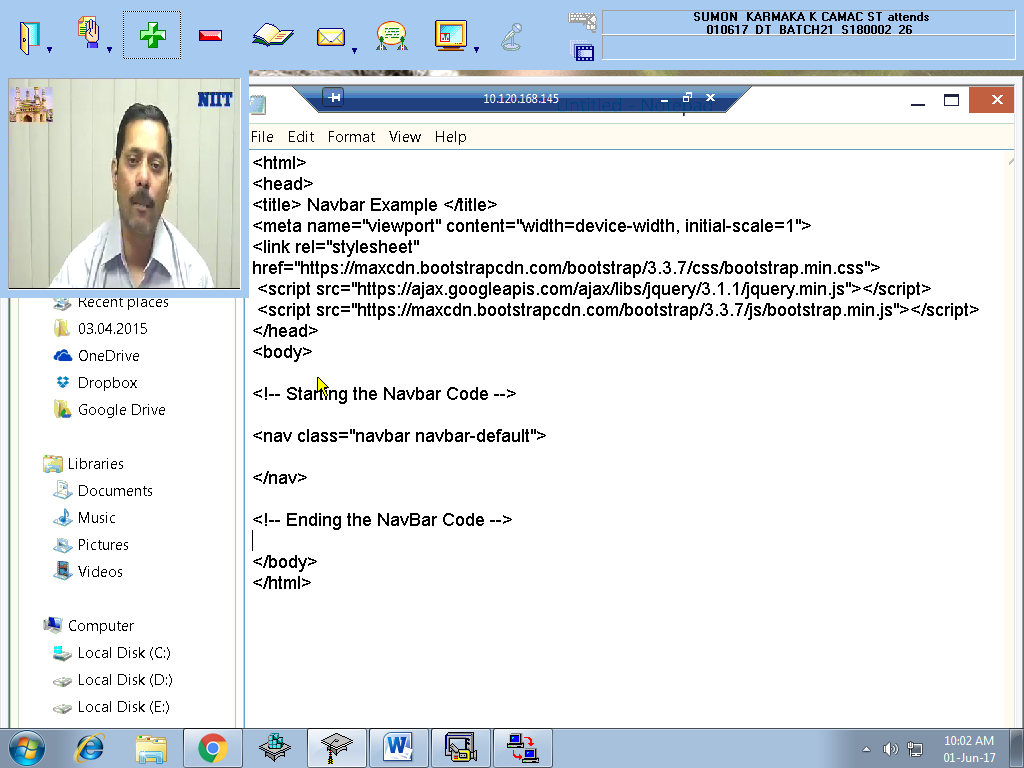 SUMON KARMAKA K CAMAC ST attends
010617 DT BATCH21 S180002 26
NIIT
10.120.168.145
File Edit Format View Help
<html>
<head>
<title> Navbar Example </title>
<meta name="viewport" content="width=device-width, initial-scale=1">
<link rel="stylesheet"
href="https://maxcdn.bootstrapcdn.com/bootstrap/3.3.7/css/bootstrap.min.css">
<script src="https://ajax.googleapis.com/ajax/libs/jquery/3.1.1/jquery.min.js"></script>
<script src="https://maxcdn.bootstrapcdn.com/bootstrap/3.3.7/js/bootstrap.min.js"></script>
</head>
<body>
<!-- Starting the Navbar Code -->
<nav class="navbar navbar-default">
</nav>
<!-- Ending the NavBar Code -->
</body>
</html>
Recent places
03.04.2015
OneDrive
Dropbox
Google Drive
Libraries
Documents
Music
Pictures
Videos
Computer
Local Disk (C:)
Local Disk (D:)
Local Disk (E:)
10:02 AM
01-Jun-17